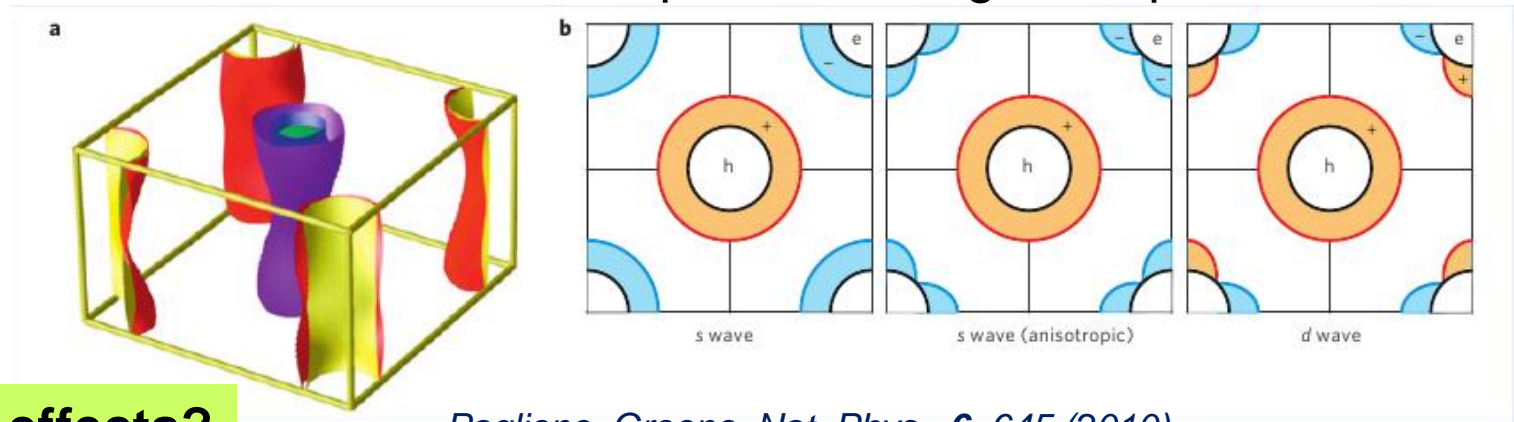 a
b
e
−
+
h
s wave
− e
−
+
h
s wave (anisotropic)
− e
+
+
h
d wave
effects?
Paglione, Greene, Nat. Phys., 6, 645 (2010)